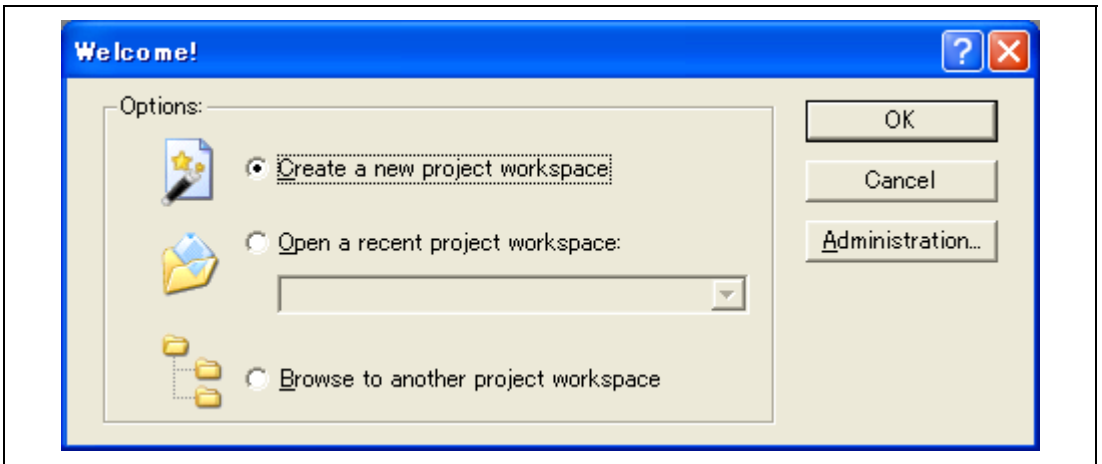 Welcome!
Options:
Create a new project workspace
Open a recent project workspace:
Browse to another project workspace
OK
Cancel
Administration...